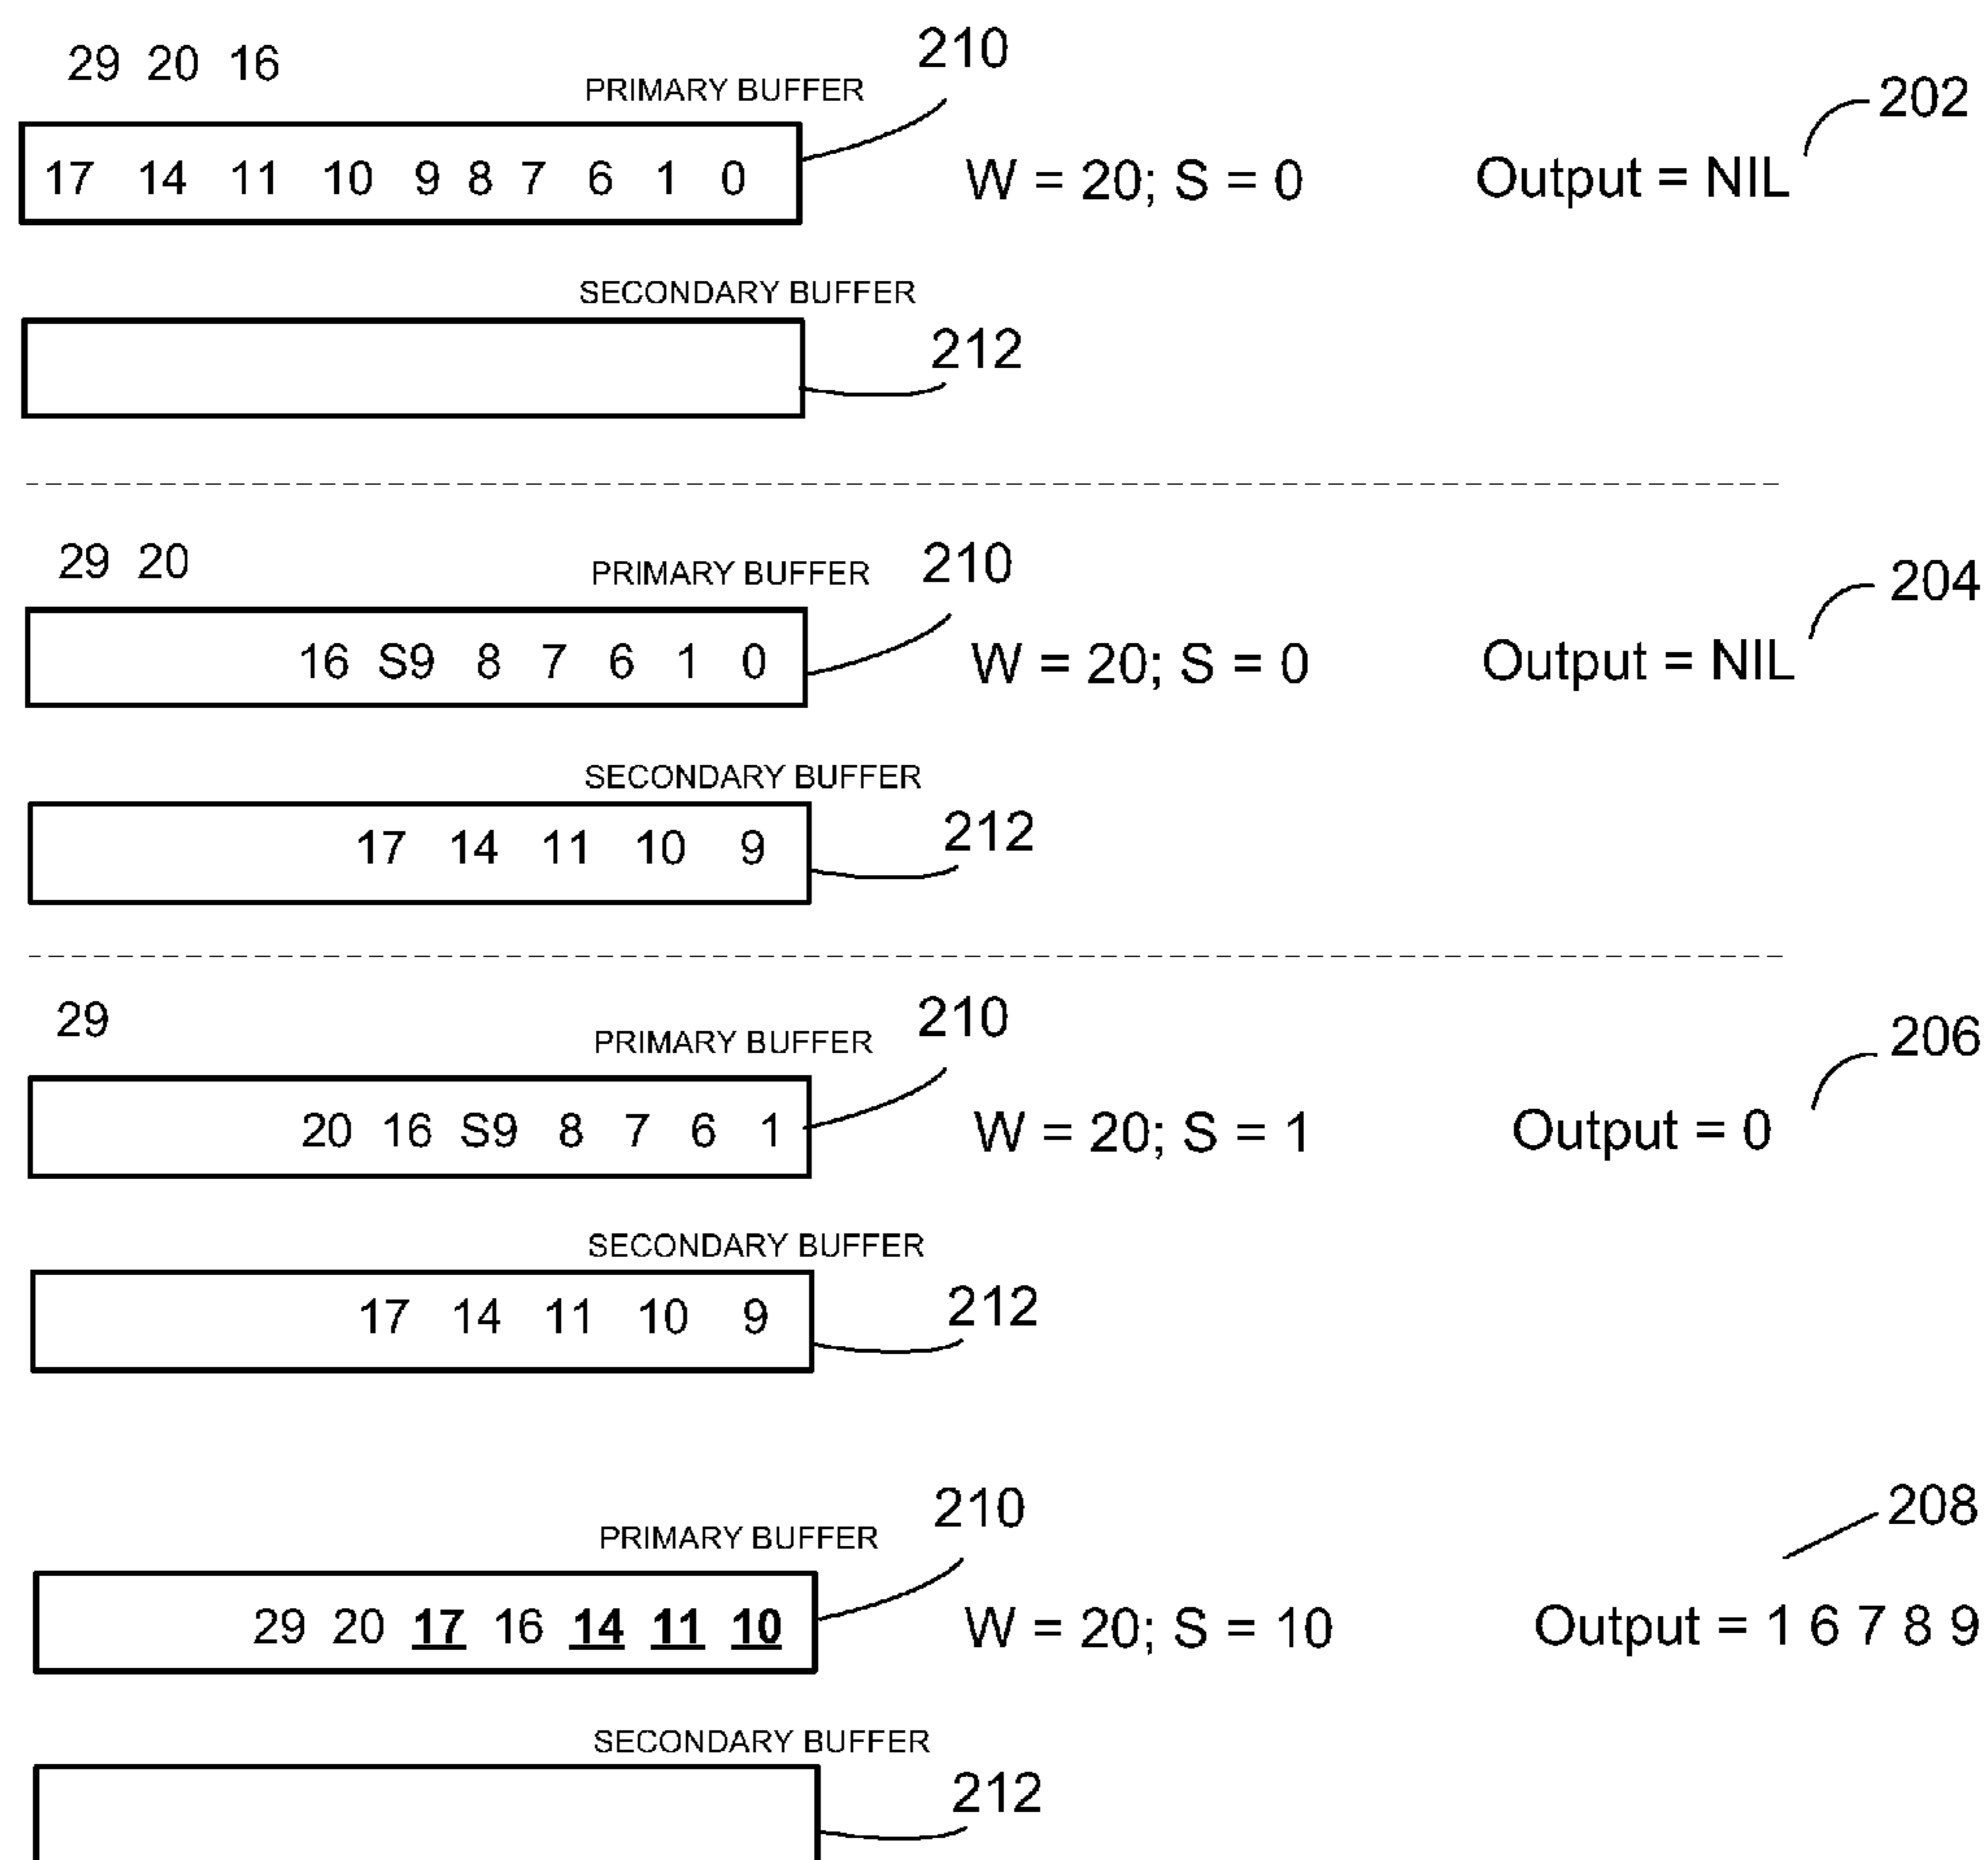 29 20 16
PRIMARY BUFFER
210
202
17 14 11 10 9 8 7 6 1 0
W = 20; S = 0
Output = NIL
SECONDARY BUFFER
212
29 20
PRIMARY BUFFER
210
204
16 S9 8 7 6 1 0
W = 20; S = 0
Output = NIL
SECONDARY BUFFER
212
17 14 11 10 9
29
PRIMARY BUFFER
210
206
20 16 S9 8 7 6 1
W = 20; S = 1
Output = 0
SECONDARY BUFFER
212
17 14 11 10 9
PRIMARY BUFFER
210
208
29 20 17 16 14 11 10
W = 20; S = 10
Output = 1 6 7 8 9
SECONDARY BUFFER
212